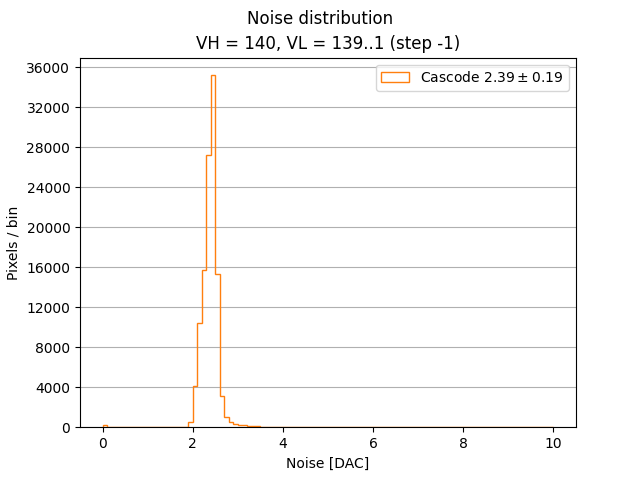 Noise distribution
VH = 140, VL = 139..1 (step -1)
Cascode 2.39 ± 0.19
Pixels / bin
36000
32000
28000
24000
20000
16000
12000
8000
4000
0
0 2 4 6 8 10
Noise [DAC]